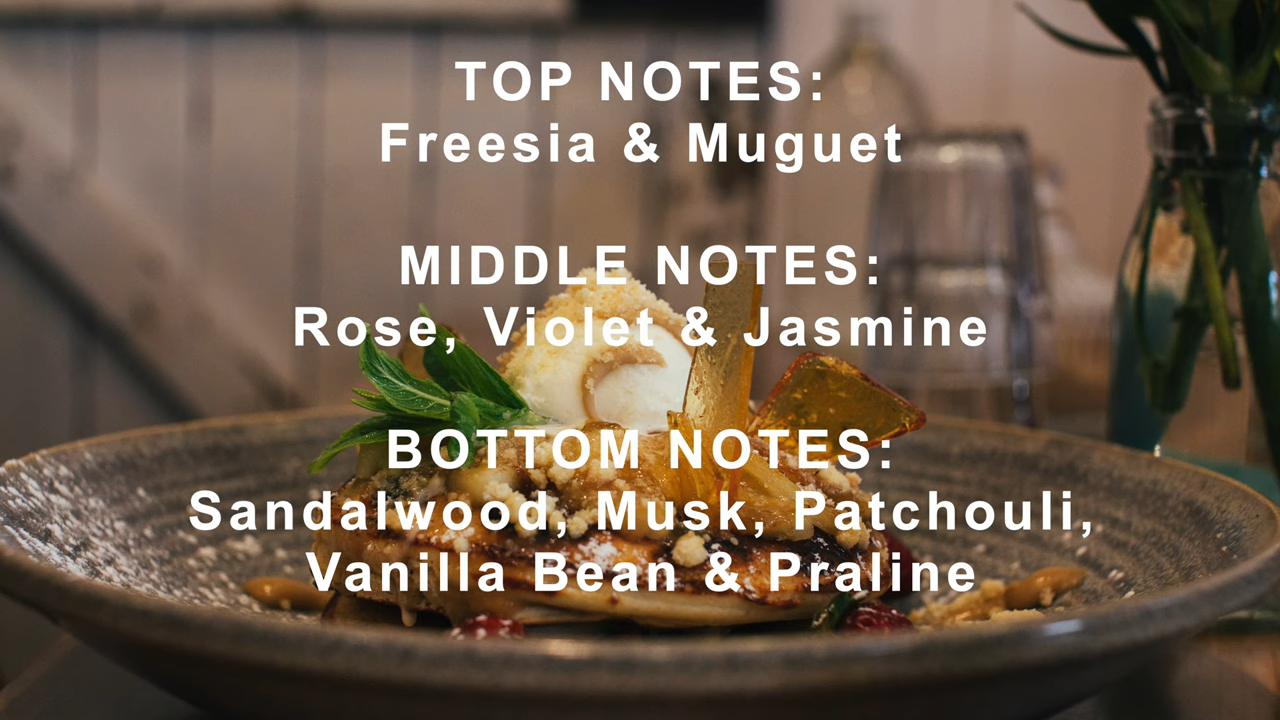 TOP NOTES:
Freesia & Muguet
MIDDLE NOTES:
Rose, Violet & Jasmine
BOTTOM NOTES:
Sandalwood, Musk, Patchouli,
Vanilla Bean & Praline